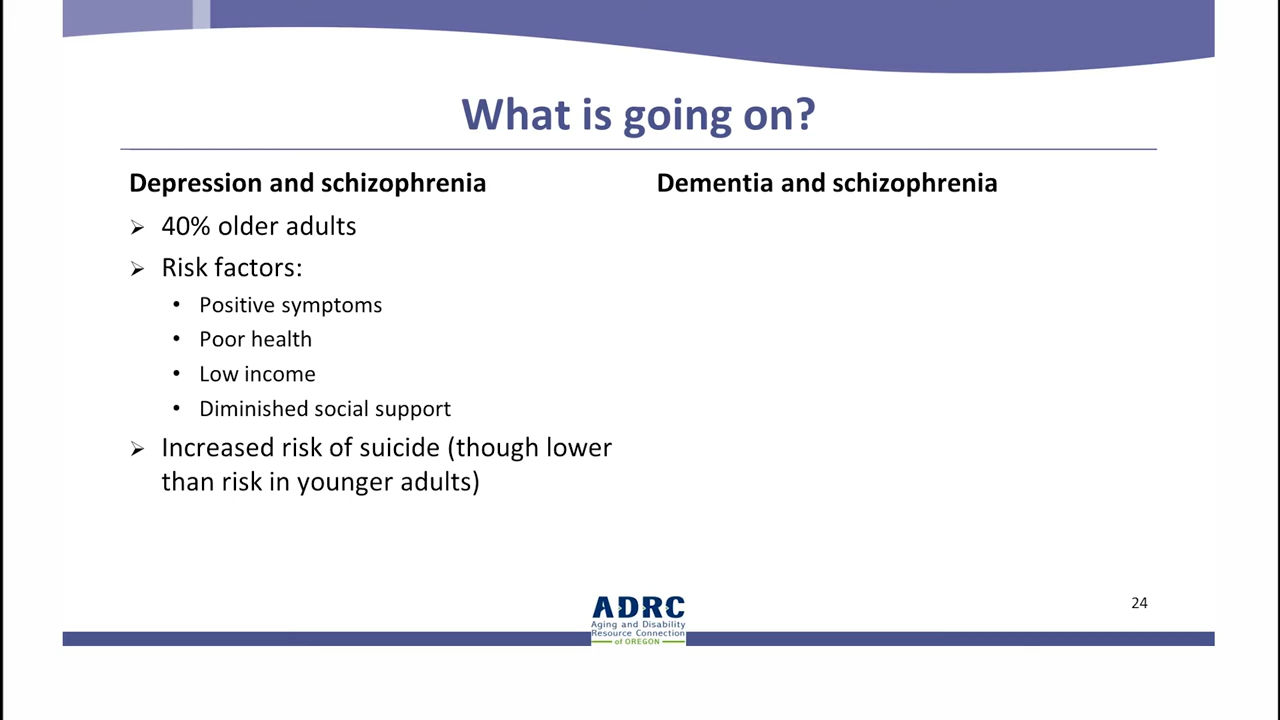 What is going on?
Depression and schizophrenia
➢ 40% older adults
➢ Risk factors:
• Positive symptoms
• Poor health
• Low income
• Diminished social support
➢ Increased risk of suicide (though lower
than risk in younger adults)
Dementia and schizophrenia
ADRC
Aging and Disability
Resource Connection
of OREGON
24